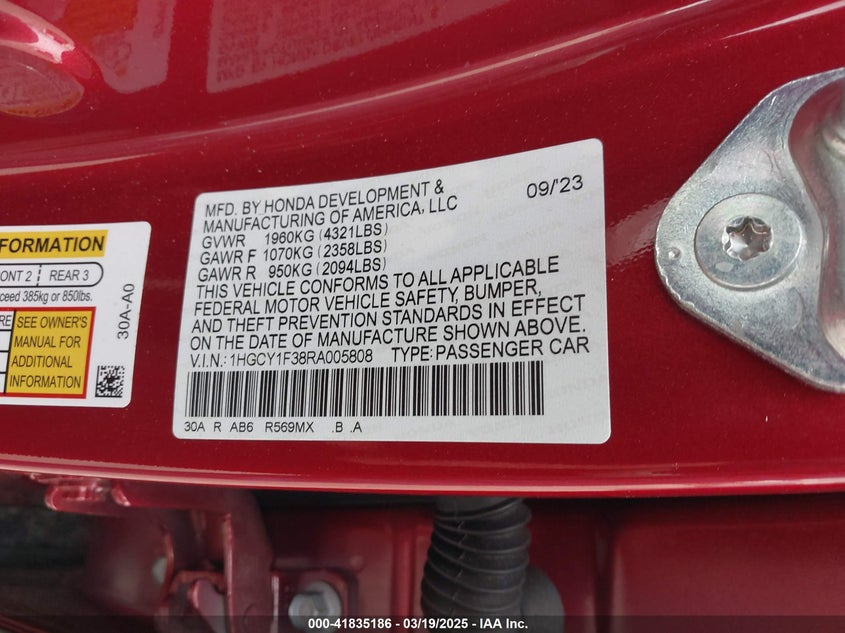 MFD. BY HONDA DEVELOPMENT & 09/'23
MANUFACTURING OF AMERICA, LLC
GVWR 1960KG (4321LBS)
GAWR F 1070KG (2358LBS)
GAWR R 950KG (2094LBS)
THIS VEHICLE CONFORMS TO ALL APPLICABLE
FEDERAL MOTOR VEHICLE SAFETY, BUMPER,
AND THEFT PREVENTION STANDARDS IN EFFECT
ON THE DATE OF MANUFACTURE SHOWN ABOVE.
V.I.N.: 1HGCY1F38RA005808 TYPE: PASSENGER CAR
30A R AB6 R569MX .B .A
FORMATION
2 REAR 3
385kg or 850lbs.
SEE OWNER'S
MANUAL FOR
ADDITIONAL
INFORMATION
30A-A0
000-41835186 / 03/19/2025 / IAA Inc.